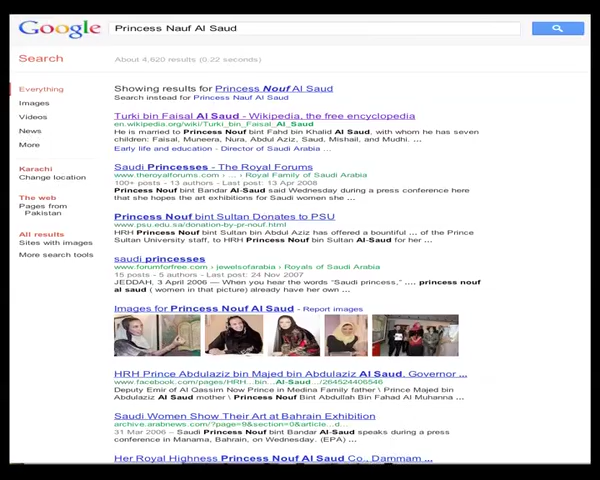 Google
Princess Nauf Al Saud
Search
About 4,620 results (0.22 seconds)
Everything
Images
Videos
News
More
Karachi
Change location
The web
Pages from
Pakistan
All results
Sites with images
More search tools
Showing results for Princess Nouf Al Saud
Search instead for Princess Nauf Al Saud
Turki bin Faisal Al Saud - Wikipedia, the free encyclopedia
en.wikipedia.org/wiki/Turki_bin_Faisal_Al_Saud
He is married to Princess Nouf bint Fahd bin Khalid Al Saud, with whom he has seven
children: Faisal, Muneera, Nura, Abdul Aziz, Saud, Mishail, and Mudhi. ...
Early life and education - Director of Saudi Arabia ...
Saudi Princesses - The Royal Forums
www.theroyalforums.com › ... › Royal Family of Saudi Arabia
100+ posts - 13 authors - Last post: 13 Apr 2008
Princess Nouf bint Bandar Al-Saud said Wednesday during a press conference here
that she hopes the art exhibitions for Saudi women she ...
Princess Nouf bint Sultan Donates to PSU
www.psu.edu.sa/donation-by-pr-nouf.html
HRH Princess Nouf bint Sultan bin Abdul Aziz has offered a bountiful ... of the Prince
Sultan University staff, to HRH Princess Nouf bin Sultan Al-Saud for her ...
saudi princesses
www.forumforfree.com › jewelsofarabia › Royals of Saudi Arabia
15 posts - 5 authors - Last post: 24 Nov 2007
JEDDAH, 3 April 2006 — When you hear the words "Saudi princess,", .... princess nouf
al saud ( women in that picture) already have her own ...
Images for Princess Nouf Al Saud - Report images
HRH Prince Abdulaziz bin Majed bin Abdulaziz Al Saud, Governor ...
www.facebook.com/pages/HRH...bin...Al-Saud.../264524406546
Deputy Emir of Al Qassim Now Prince in Medina Family father \ Prince Majed bin
Abdulaziz Al Saud mother \ Princess Nouf Bint Abdullah Bin Fahad Al Muhanna ...
Saudi Women Show Their Art at Bahrain Exhibition
archive.arabnews.com/?page=9&section=0&article...d...
31 Mar 2006 – Saudi Princess Nouf bint Bandar Al-Saud speaks during a press
conference in Manama, Bahrain, on Wednesday. (EPA) ...
Her Royal Highness Princess Nouf Al Saud Co., Dammam ...